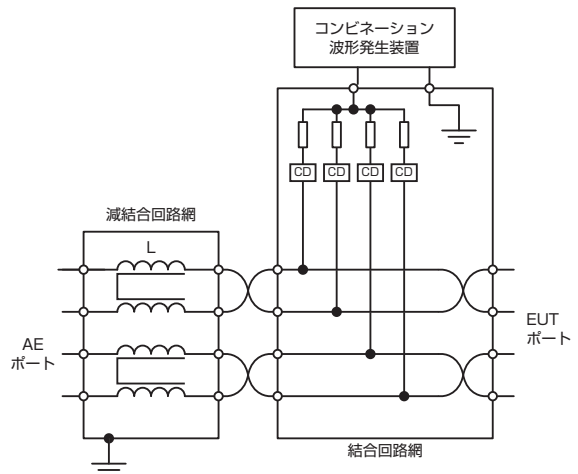 コンビネーション
波形発生装置
CD CD CD CD
減結合回路網
L
AE
ポート
EUT
ポート
結合回路網